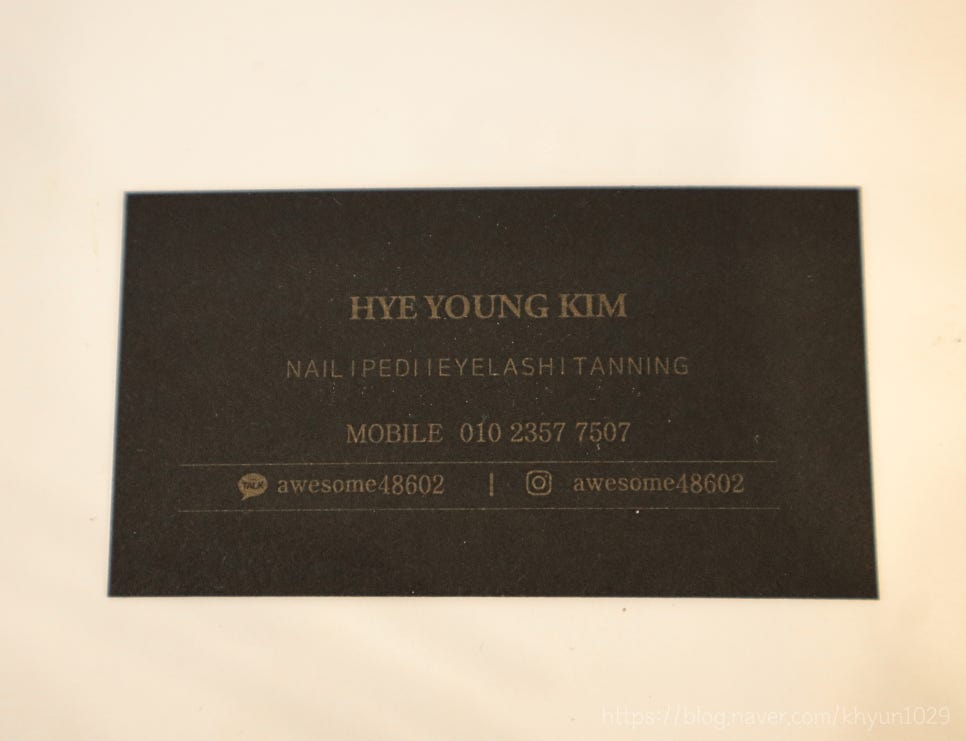 HYE YOUNG KIM
NAIL | PEDI | EYELASH | TANNING
MOBILE 010 2357 7507
TALK awesome48602 | awesome48602
https://blog.naver.com/khyun1029